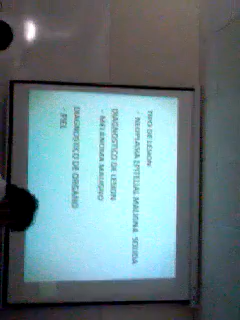 TIPO DE LESION
- NEOPLASIA EPITELIAL MALIGNA SOLIDA
DIAGNOSTICO DE LESION
- MELANOMA MALIGNO
DIAGNOSTICO DE ORGANO
- PIEL